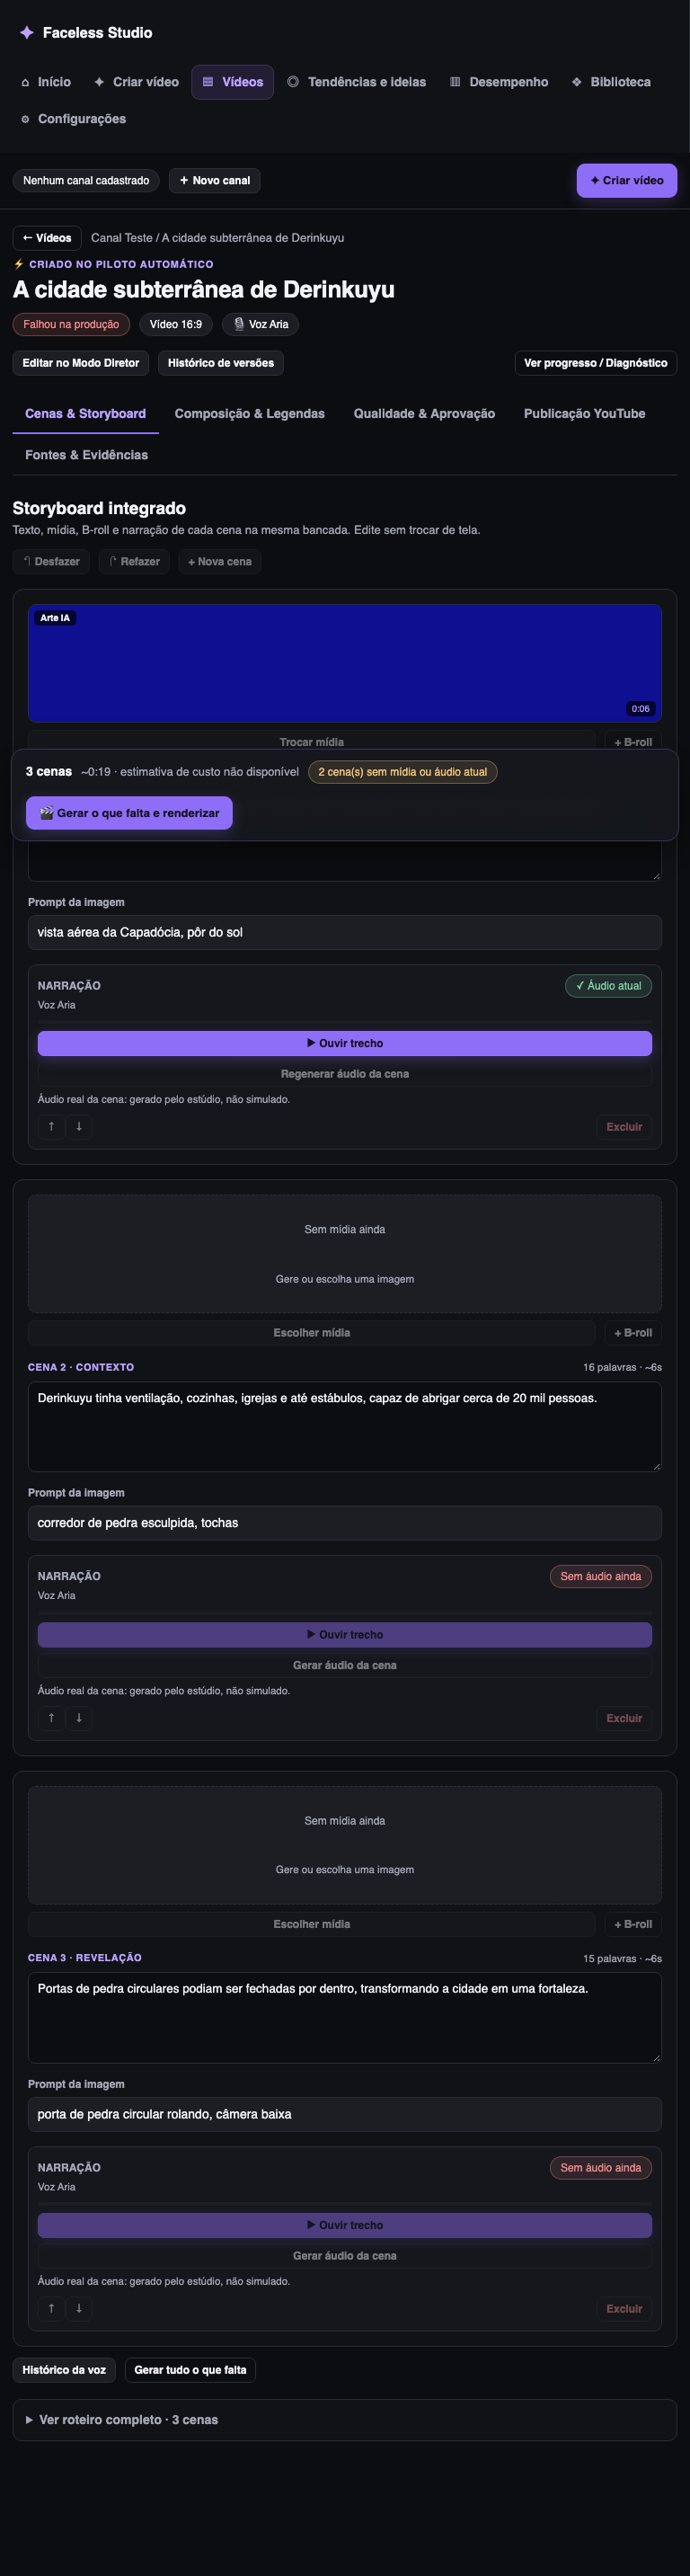 Faceless Studio
Início
Criar vídeo
Vídeos
Tendências e ideias
Desempenho
Biblioteca
Configurações
Nenhum canal cadastrado
+ Novo canal
✦ Criar vídeo
← Vídeos
Canal Teste / A cidade subterrânea de Derinkuyu
⚡ CRIADO NO PILOTO AUTOMÁTICO
A cidade subterrânea de Derinkuyu
Falhou na produção
Vídeo 16:9
🎙 Voz Aria
Editar no Modo Diretor
Histórico de versões
Ver progresso / Diagnóstico
Cenas & Storyboard
Composição & Legendas
Qualidade & Aprovação
Publicação YouTube
Fontes & Evidências
Storyboard integrado
Texto, mídia, B-roll e narração de cada cena na mesma bancada. Edite sem trocar de tela.
Desfazer
Refazer
+ Nova cena
Arte IA
0:06
Trocar mídia
+ B-roll
3 cenas ~0:19 · estimativa de custo não disponível
2 cena(s) sem mídia ou áudio atual
🎬 Gerar o que falta e renderizar
Prompt da imagem
vista aérea da Capadócia, pôr do sol
NARRAÇÃO
✓ Áudio atual
Voz Aria
▶ Ouvir trecho
Regenerar áudio da cena
Áudio real da cena: gerado pelo estúdio, não simulado.
↑
↓
Excluir
Sem mídia ainda
Gere ou escolha uma imagem
Escolher mídia
+ B-roll
CENA 2 · CONTEXTO
16 palavras · ~6s
Derinkuyu tinha ventilação, cozinhas, igrejas e até estábulos, capaz de abrigar cerca de 20 mil pessoas.
Prompt da imagem
corredor de pedra esculpida, tochas
NARRAÇÃO
Sem áudio ainda
Voz Aria
▶ Ouvir trecho
Gerar áudio da cena
Áudio real da cena: gerado pelo estúdio, não simulado.
↑
↓
Excluir
Sem mídia ainda
Gere ou escolha uma imagem
Escolher mídia
+ B-roll
CENA 3 · REVELAÇÃO
15 palavras · ~6s
Portas de pedra circulares podiam ser fechadas por dentro, transformando a cidade em uma fortaleza.
Prompt da imagem
porta de pedra circular rolando, câmera baixa
NARRAÇÃO
Sem áudio ainda
Voz Aria
▶ Ouvir trecho
Gerar áudio da cena
Áudio real da cena: gerado pelo estúdio, não simulado.
↑
↓
Excluir
Histórico da voz
Gerar tudo o que falta
▶ Ver roteiro completo · 3 cenas